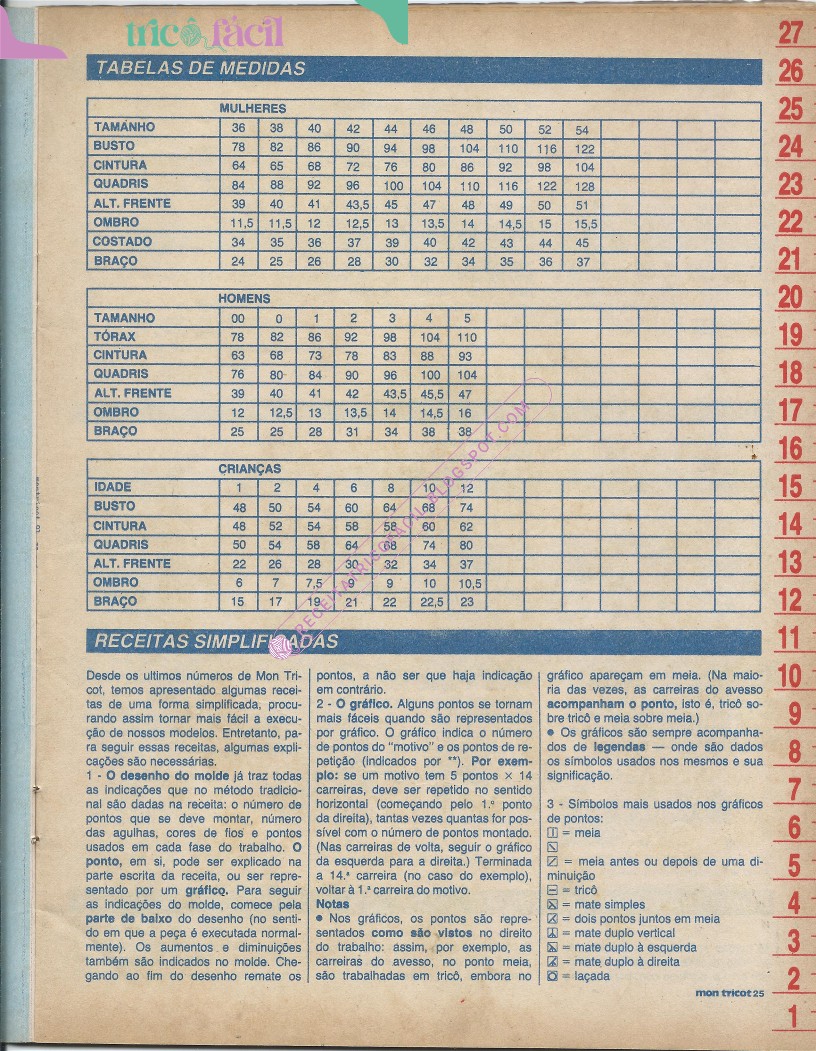 tricô fácil
TABELAS DE MEDIDAS
MULHERES
TAMANHO 36 38 40 42 44 46 48 50 52 54
BUSTO 78 82 86 90 94 98 104 110 116 122
CINTURA 64 65 68 72 76 80 86 92 98 104
QUADRIS 84 88 92 96 100 104 110 116 122 128
ALT. FRENTE 39 40 41 43,5 45 47 48 49 50 51
OMBRO 11,5 11,5 12 12,5 13 13,5 14 14,5 15 15,5
COSTADO 34 35 36 37 39 40 42 43 44 45
BRAÇO 24 25 26 28 30 32 34 35 36 37
HOMENS
TAMANHO 00 0 1 2 3 4 5
TÓRAX 78 82 86 92 98 104 110
CINTURA 63 68 73 78 83 88 93
QUADRIS 76 80 84 90 96 100 104
ALT. FRENTE 39 40 41 42 43,5 45,5 47
OMBRO 12 12,5 13 13,5 14 14,5 16
BRAÇO 25 25 28 31 34 38 38
CRIANÇAS
IDADE 1 2 4 6 8 10 12
BUSTO 48 50 54 60 64 68 74
CINTURA 48 52 54 58 58 60 62
QUADRIS 50 54 58 64 68 74 80
ALT. FRENTE 22 26 28 30 32 34 37
OMBRO 6 7 7,5 9 9 10 10,5
BRAÇO 15 17 19 21 22 22,5 23
RECEITATRICOFACIL.BLOGSPOT.COM
RECEITAS SIMPLIFICADAS
Desde os ultimos números de Mon Tri-
cot, temos apresentado algumas recei-
tas de uma forma simplificada, procu-
rando assim tornar mais fácil a execu-
ção de nossos modelos. Entretanto, pa-
ra seguir essas receitas, algumas expli-
cações são necessárias.
1 - O desenho do molde já traz todas
as indicações que no método tradicio-
nal são dadas na receita: o número de
pontos que se deve montar, número
das agulhas, cores de fios e pontos
usados em cada fase do trabalho. O
ponto, em si, pode ser explicado na
parte escrita da receita, ou ser repre-
sentado por um gráfico. Para seguir
as indicações do molde, comece pela
parte de baixo do desenho (no senti-
do em que a peça é executada normal-
mente). Os aumentos e diminuições
também são indicados no molde. Che-
gando ao fim do desenho remate os
pontos, a não ser que haja indicação
em contrário.
2 - O gráfico. Alguns pontos se tornam
mais fáceis quando são representados
por gráfico. O gráfico indica o número
de pontos do "motivo" e os pontos de re-
petição (indicados por **). Por exem-
plo: se um motivo tem 5 pontos × 14
carreiras, deve ser repetido no sentido
horizontal (começando pelo 1.º ponto
da direita), tantas vezes quantas for pos-
sível com o número de pontos montado.
(Nas carreiras de volta, seguir o gráfico
da esquerda para a direita.) Terminada
a 14.ª carreira (no caso do exemplo),
voltar à 1.ª carreira do motivo.
Notas
● Nos gráficos, os pontos são repre-
sentados como são vistos no direito
do trabalho: assim, por exemplo, as
carreiras do avesso, no ponto meia,
são trabalhadas em tricô, embora no
gráfico apareçam em meia. (Na maio-
ria das vezes, as carreiras do avesso
acompanham o ponto, isto é, tricô so-
bre tricô e meia sobre meia.)
● Os gráficos são sempre acompanha-
dos de legendas — onde são dados
os símbolos usados nos mesmos e sua
significação.
3 - Símbolos mais usados nos gráficos
de pontos:
= meia
= meia antes ou depois de uma di-
minuição
= tricô
= mate simples
= dois pontos juntos em meia
= mate duplo vertical
= mate duplo à esquerda
= mate duplo à direita
= laçada
mon tricot 25
27
26
25
24
23
22
21
20
19
18
17
16
15
14
13
12
11
10
9
8
7
6
5
4
3
2
1